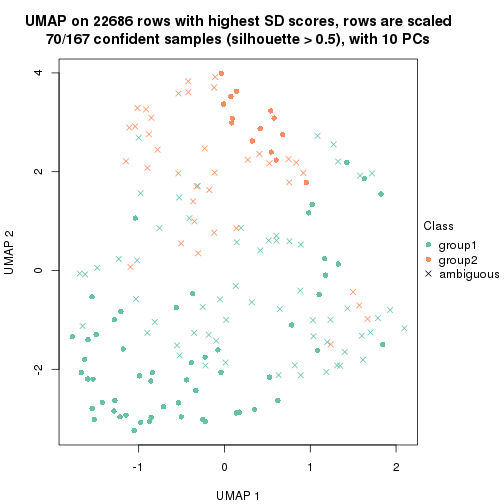 UMAP on 22686 rows with highest SD scores, rows are scaled
70/167 confident samples (silhouette > 0.5), with 10 PCs
4
2
0
-2
UMAP 2
-1
0
1
2
UMAP 1
Class
group1
group2
ambiguous